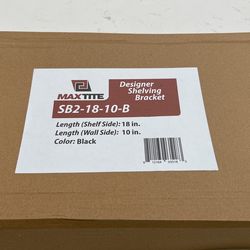 MAXTITE
Designer
Shelving
Bracket
SB2-18-10-B
Length (Shelf Side): 18 in.
Length (Wall Side): 10 in.
Color: Black